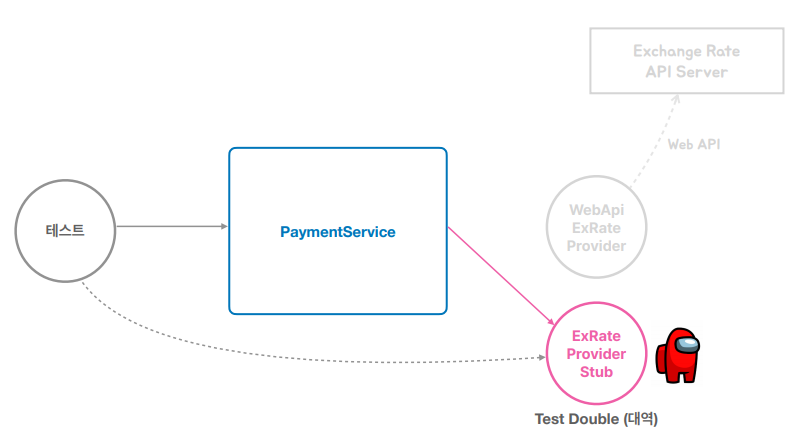 Exchange Rate
API Server
Web API
테스트
PaymentService
WebApi
ExRate
Provider
ExRate
Provider
Stub
Test Double (대역)